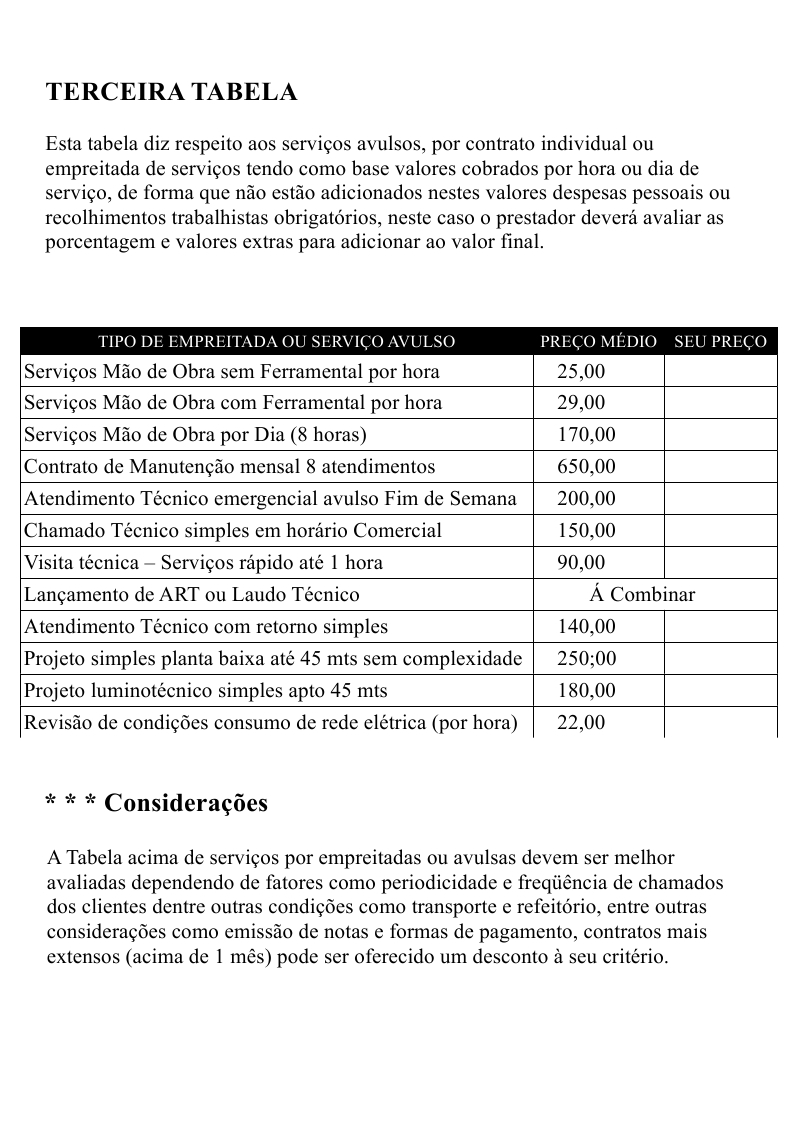 TERCEIRA TABELA
Esta tabela diz respeito aos serviços avulsos, por contrato individual ou
empreitada de serviços tendo como base valores cobrados por hora ou dia de
serviço, de forma que não estão adicionados nestes valores despesas pessoais ou
recolhimentos trabalhistas obrigatórios, neste caso o prestador deverá avaliar as
porcentagem e valores extras para adicionar ao valor final.
TIPO DE EMPREITADA OU SERVIÇO AVULSO PREÇO MÉDIO SEU PREÇO
Serviços Mão de Obra sem Ferramental por hora 25,00
Serviços Mão de Obra com Ferramental por hora 29,00
Serviços Mão de Obra por Dia (8 horas) 170,00
Contrato de Manutenção mensal 8 atendimentos 650,00
Atendimento Técnico emergencial avulso Fim de Semana 200,00
Chamado Técnico simples em horário Comercial 150,00
Visita técnica – Serviços rápido até 1 hora 90,00
Lançamento de ART ou Laudo Técnico Á Combinar
Atendimento Técnico com retorno simples 140,00
Projeto simples planta baixa até 45 mts sem complexidade 250;00
Projeto luminotécnico simples apto 45 mts 180,00
Revisão de condições consumo de rede elétrica (por hora) 22,00
* * * Considerações
A Tabela acima de serviços por empreitadas ou avulsas devem ser melhor
avaliadas dependendo de fatores como periodicidade e freqüência de chamados
dos clientes dentre outras condições como transporte e refeitório, entre outras
considerações como emissão de notas e formas de pagamento, contratos mais
extensos (acima de 1 mês) pode ser oferecido um desconto à seu critério.